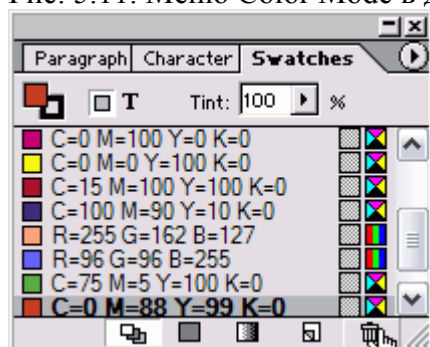 Рис. 5.11. Меню Color Mode в д
Paragraph Character Swatches
T Tint: 100 %
C=0 M=100 Y=0 K=0
C=0 M=0 Y=100 K=0
C=15 M=100 Y=100 K=0
C=100 M=90 Y=10 K=0
R=255 G=162 B=127
R=96 G=96 B=255
C=75 M=5 Y=100 K=0
C=0 M=88 Y=99 K=0